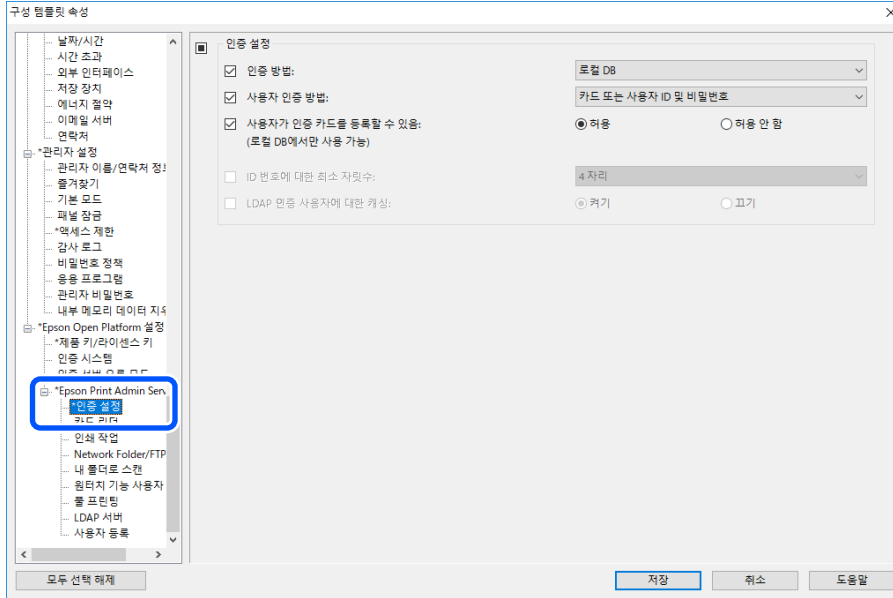 구성 템플릿 속성
날짜/시간
시간 초과
외부 인터페이스
저장 장치
에너지 절약
이메일 서버
연락처
*관리자 설정
관리자 이름/연락처 정보
즐겨찾기
기본 모드
패널 잠금
*액세스 제한
감사 로그
비밀번호 정책
응용 프로그램
관리자 비밀번호
내부 메모리 데이터 지우
*Epson Open Platform 설정
*제품 키/라이센스 키
인증 시스템
인증 서버 오류 모드
*Epson Print Admin Serv
*인증 설정
카드 리더
인쇄 작업
Network Folder/FTP
내 폴더로 스캔
원터치 기능 사용자
풀 프린팅
LDAP 서버
사용자 등록
모두 선택 해제
인증 설정
인증 방법: 로컬 DB
사용자 인증 방법: 카드 또는 사용자 ID 및 비밀번호
사용자가 인증 카드를 등록할 수 있음: 허용 허용 안 함
(로컬 DB에서만 사용 가능)
ID 번호에 대한 최소 자릿수: 4 자리
LDAP 인증 사용자에 대한 캐싱: 켜기 끄기
저장 취소 도움말